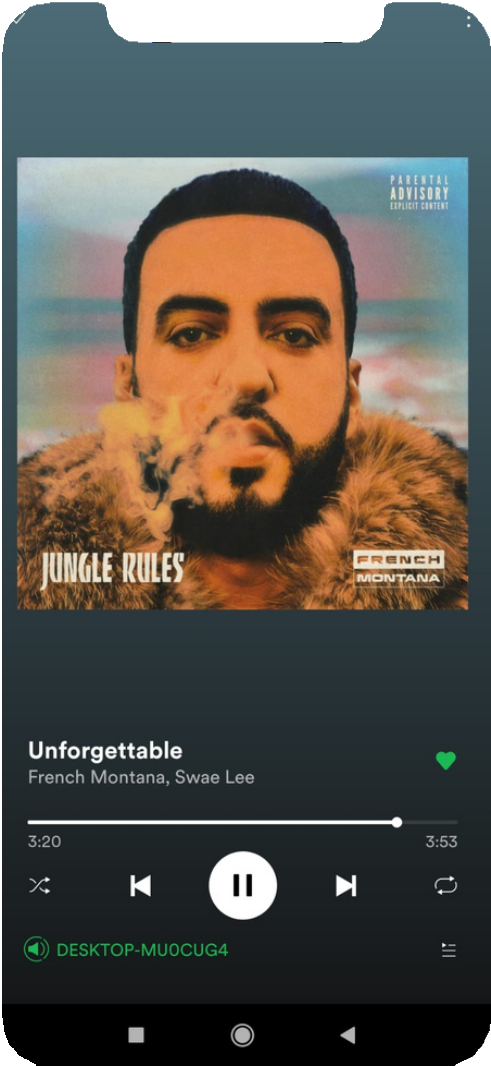 PARENTAL
ADVISORY
EXPLICIT CONTENT
JUNGLE RULES
FRENCH
MONTANA
Unforgettable
French Montana, Swae Lee
3:20
3:53
DESKTOP-MU0CUG4